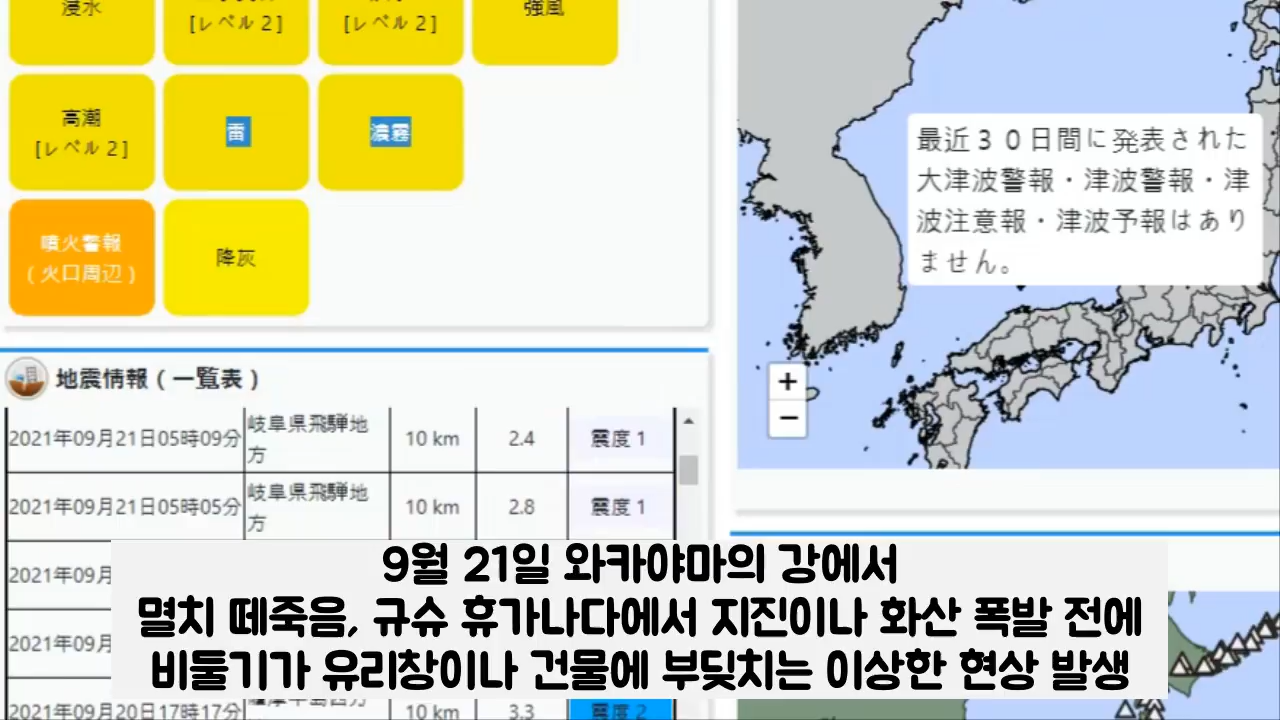 浸水
[レベル２]
[レベル２]
強風
高潮
[レベル２]
雷
濃霧
噴火警報
（火口周辺）
降灰
最近３０日間に発表された
大津波警報・津波警報・津
波注意報・津波予報はあり
ません。
+
−
地震情報（一覧表）
2021年09月21日05時09分 岐阜県飛騨地方 10 km 2.4 震度１
2021年09月21日05時05分 岐阜県飛騨地方 10 km 2.8 震度１
2021年09月
2021年09月
2021年09月20日17時17分 薩摩半島西方 10 km 3.3 震度２
9월 21일 와카야마의 강에서
멸치 떼죽음, 규슈 휴가나다에서 지진이나 화산 폭발 전에
비둘기가 유리창이나 건물에 부딪치는 이상한 현상 발생